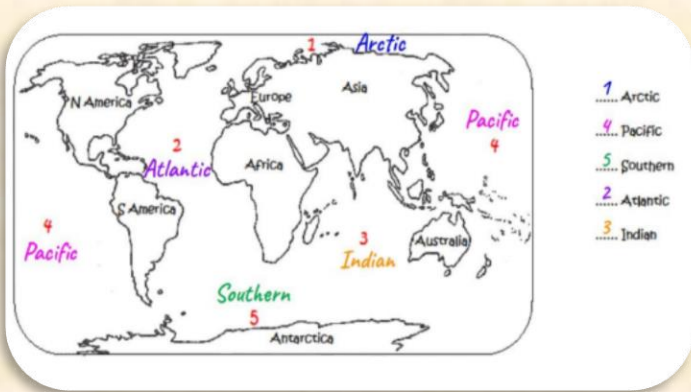 1 Arctic
N America
Europe
Asia
Pacific
4
2
Atlantic
Africa
S America
4
Pacific
3
Indian
Australia
Southern
5
Antarctica
1 ..... Arctic
4 ..... Pacific
5 ..... Southern
2 ..... Atlantic
3 ..... Indian